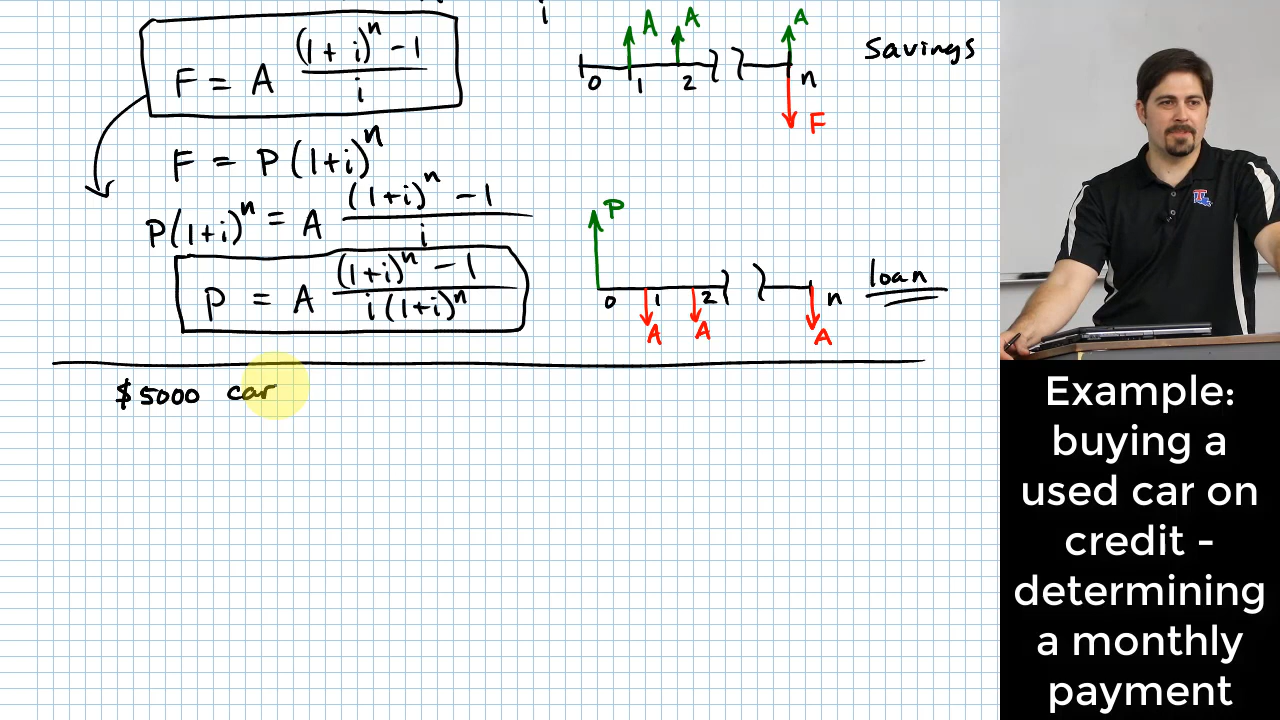 i
F = A ((1 + i)^n - 1) / i
A A A
0 1 2 n
F
Savings
F = P(1+i)^n
P(1+i)^n = A ((1+i)^n - 1) / i
P = A ((1+i)^n - 1) / (i(1+i)^n)
P
0 1 2 n
A A A
loan
$5000 car
Example:
buying a
used car on
credit -
determining
a monthly
payment